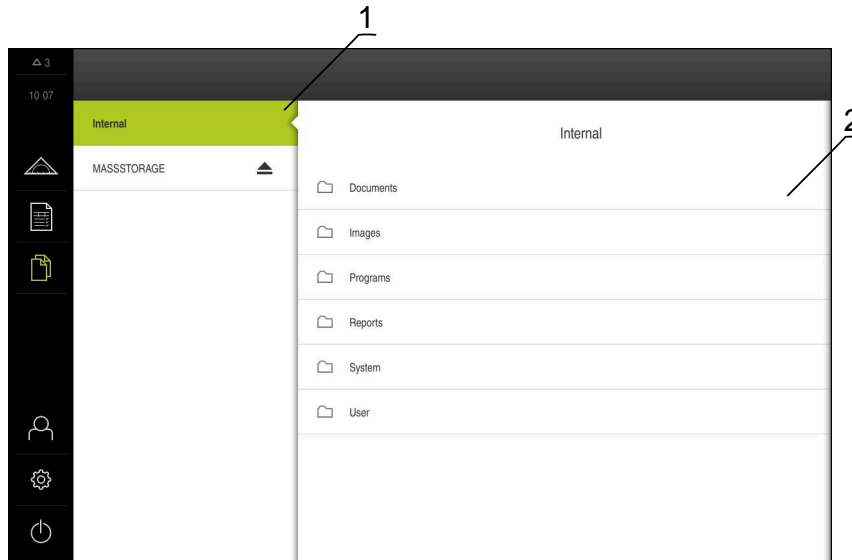 1
△ 3
10 07
Internal
Internal
2
MASSSTORAGE
Documents
Images
Programs
Reports
System
User